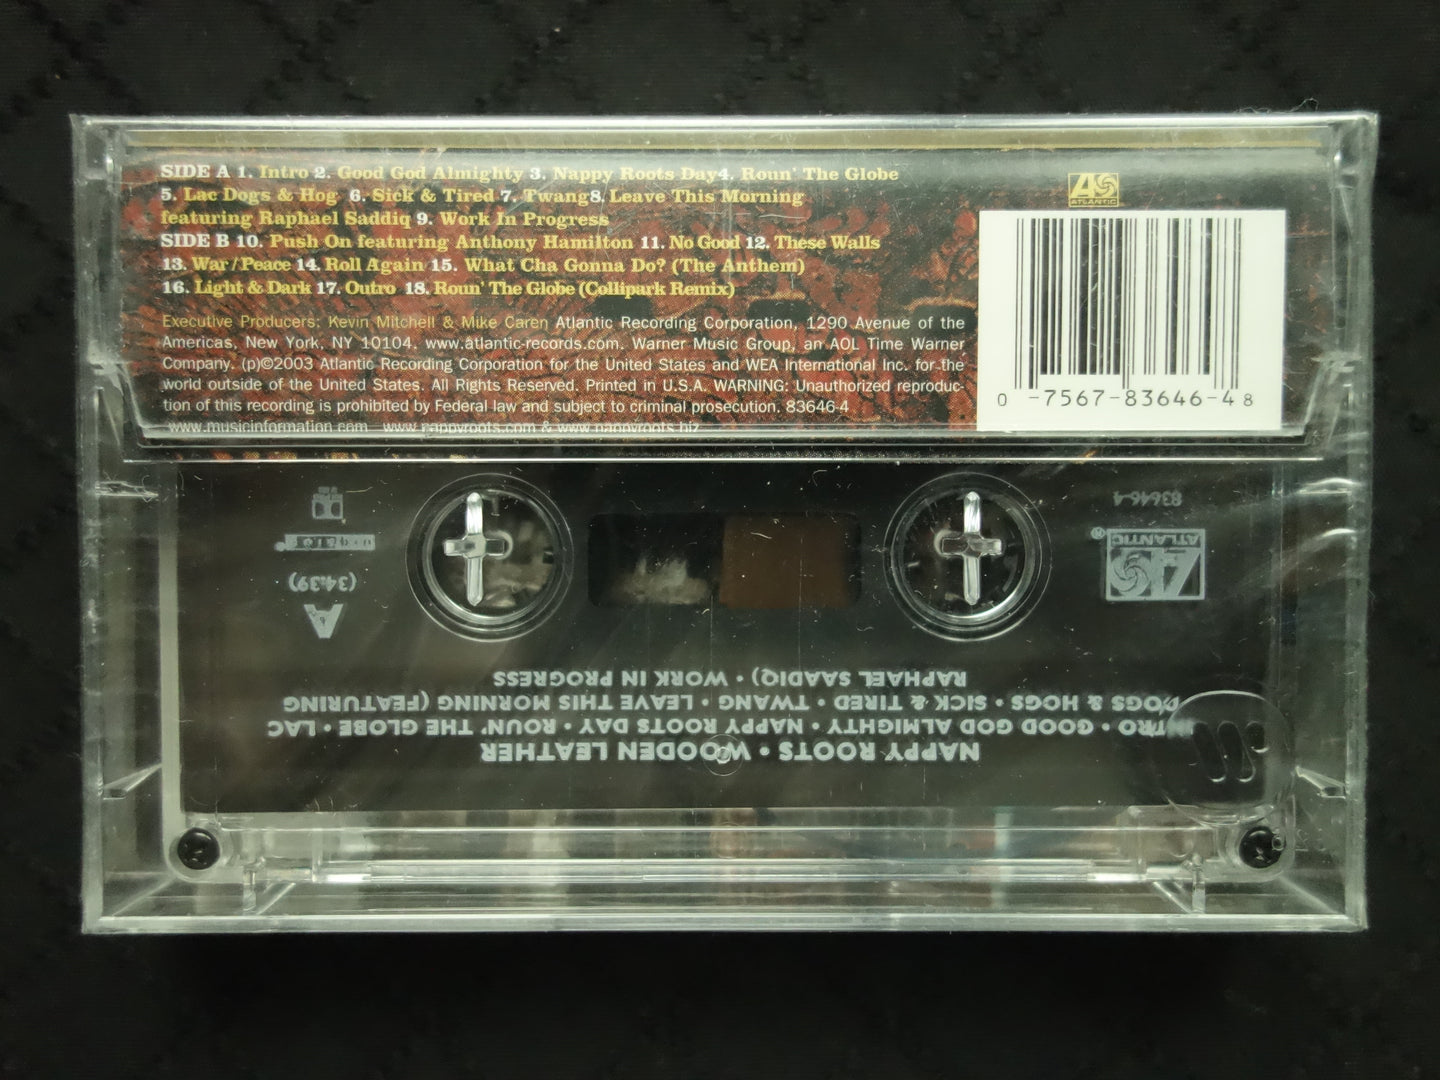 SIDE A 1. Intro 2. Good God Almighty 3. Nappy Roots Day4. Roun' The Globe
5. Lac Dogs & Hog 6. Sick & Tired 7. Twang8. Leave This Morning
featuring Raphael Saddiq 9. Work In Progress
SIDE B 10. Push On featuring Anthony Hamilton 11. No Good 12. These Walls
13. War/Peace 14. Roll Again 15. What Cha Gonna Do? (The Anthem)
16. Light & Dark 17. Outro 18. Roun' The Globe (Collipark Remix)
Executive Producers: Kevin Mitchell & Mike Caren Atlantic Recording Corporation, 1290 Avenue of the
Americas, New York, NY 10104. www.atlantic-records.com. Warner Music Group, an AOL Time Warner
Company. (p)©2003 Atlantic Recording Corporation for the United States and WEA International Inc. for the
world outside of the United States. All Rights Reserved. Printed in U.S.A. WARNING: Unauthorized reproduc-
tion of this recording is prohibited by Federal law and subject to criminal prosecution. 83646-4
www.musicinformation.com www.nappyroots.com & www.nappyroots.biz
ATLANTIC
0 -7567-83646-4 8
NAPPY ROOTS • WOODEN LEATHER
TRO • GOOD GOD ALMIGHTY • NAPPY ROOTS DAY • ROUN' THE GLOBE • LAC
DOGS & HOGS • SICK & TIRED • TWANG • LEAVE THIS MORNING (FEATURING
RAPHAEL SAADIQ) • WORK IN PROGRESS
A
(34:39)
ATLANTIC®
83646-4